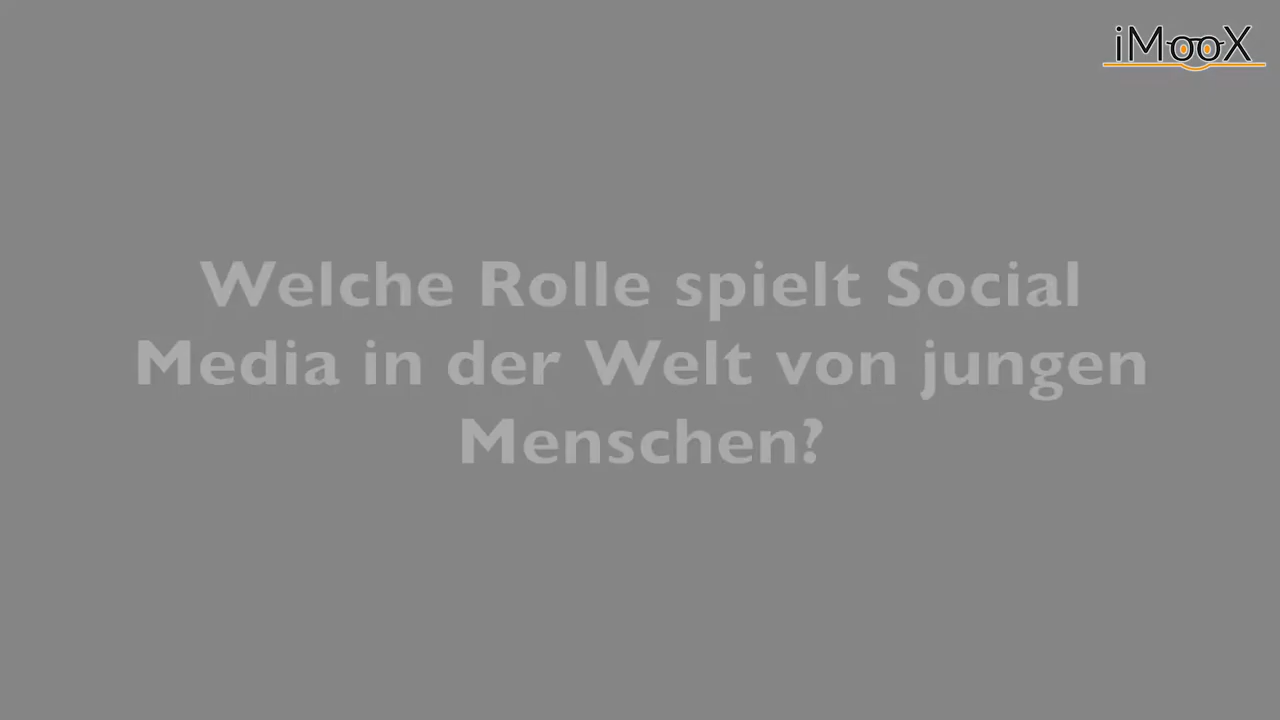 iMooX
Welche Rolle spielt Social
Media in der Welt von jungen
Menschen?